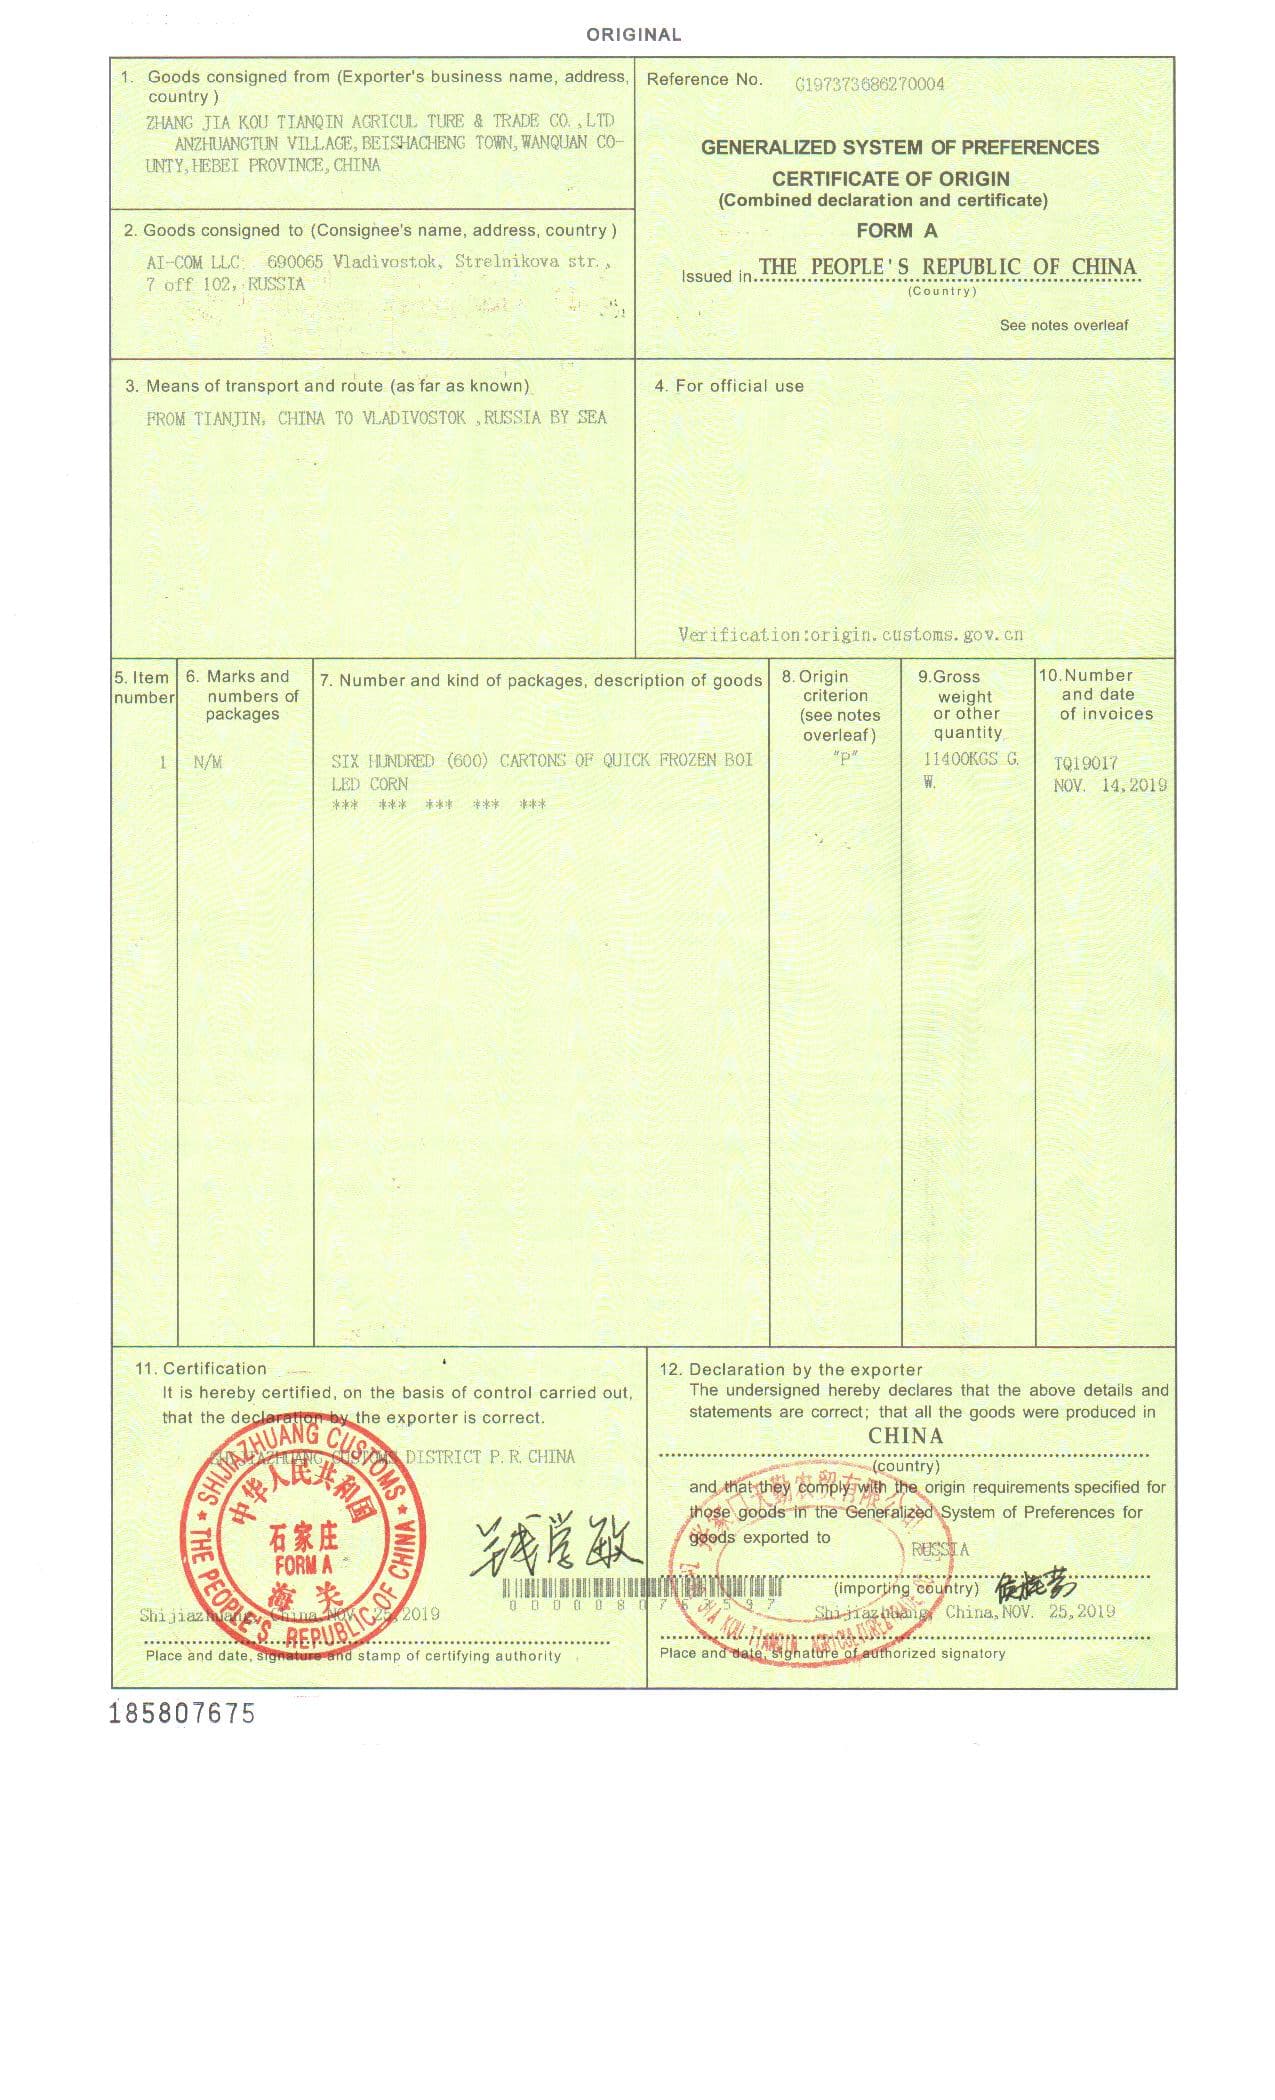 ORIGINAL
1. Goods consigned from (Exporter's business name, address,
country)
ZHANG JIA KOU TIANQIN AGRICUL TURE & TRADE CO.,LTD
ANZHUANGTUN VILLAGE,BEISHACHENG TOWN,WANQUAN CO-
UNTY,HEBEI PROVINCE,CHINA
Reference No. G197373686270004
GENERALIZED SYSTEM OF PREFERENCES
CERTIFICATE OF ORIGIN
(Combined declaration and certificate)
FORM A
Issued in THE PEOPLE'S REPUBLIC OF CHINA
(Country)
See notes overleaf
2. Goods consigned to (Consignee's name, address, country)
AI-COM LLC 690065 Vladivostok, Strelnikova str.,
7 off 102, RUSSIA
3. Means of transport and route (as far as known)
FROM TIANJIN, CHINA TO VLADIVOSTOK ,RUSSIA BY SEA
4. For official use
Verification:origin.customs.gov.cn
5. Item
number
6. Marks and
numbers of
packages
7. Number and kind of packages, description of goods
8. Origin
criterion
(see notes
overleaf)
9.Gross
weight
or other
quantity
10.Number
and date
of invoices
1
N/M
SIX HUNDRED (600) CARTONS OF QUICK FROZEN BOI
LED CORN
*** *** *** *** ***
"P"
11400KGS G.
W.
TQ19017
NOV. 14,2019
11. Certification
It is hereby certified, on the basis of control carried out,
that the declaration by the exporter is correct.
SHIJIAZHUANG CUSTOMS DISTRICT P.R.CHINA
SHIJIAZHUANG CUSTOMS
THE PEOPLE'S REPUBLIC OF CHINA
中华人民共和国
石家庄
FORM A
海关
Shijiazhuang, China,NOV. 25,2019
Place and date, signature and stamp of certifying authority
000080767597
12. Declaration by the exporter
The undersigned hereby declares that the above details and
statements are correct; that all the goods were produced in
CHINA
(country)
and that they comply with the origin requirements specified for
those goods in the Generalized System of Preferences for
goods exported to
RUSSIA
(importing country)
Shijiazhuang, China,NOV. 25,2019
Place and date, signature of authorized signatory
185807675